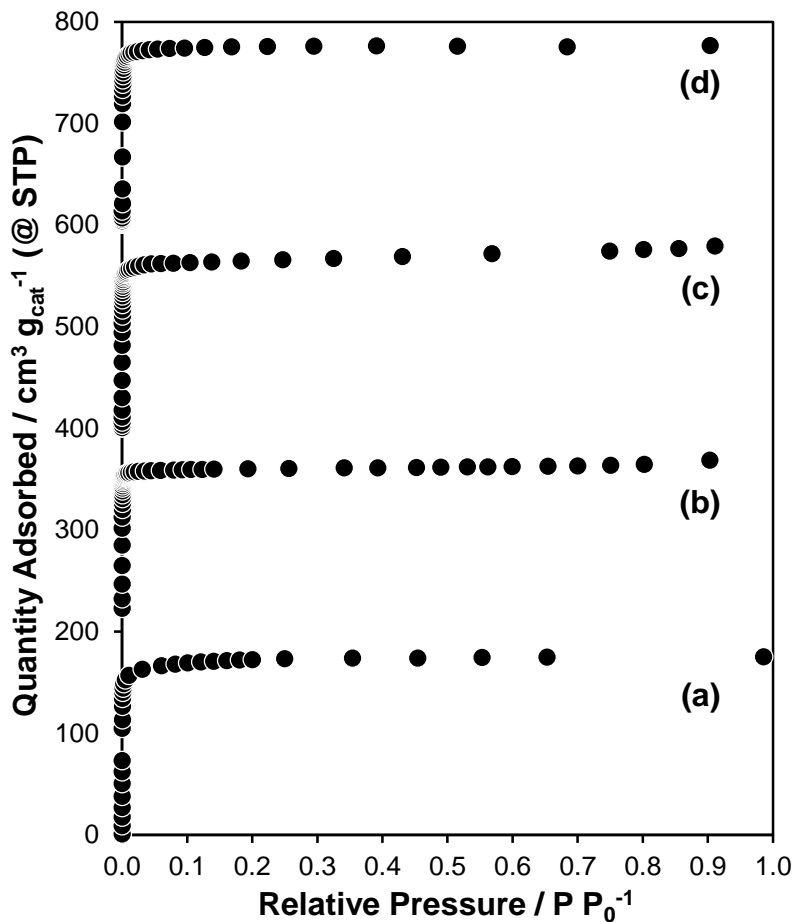 800
700
600
500
400
300
200
100
0
Quantity Adsorbed / cm³ g_cat⁻¹ (@ STP)
(d)
(c)
(b)
(a)
0.0 0.1 0.2 0.3 0.4 0.5 0.6 0.7 0.8 0.9 1.0
Relative Pressure / P P₀⁻¹